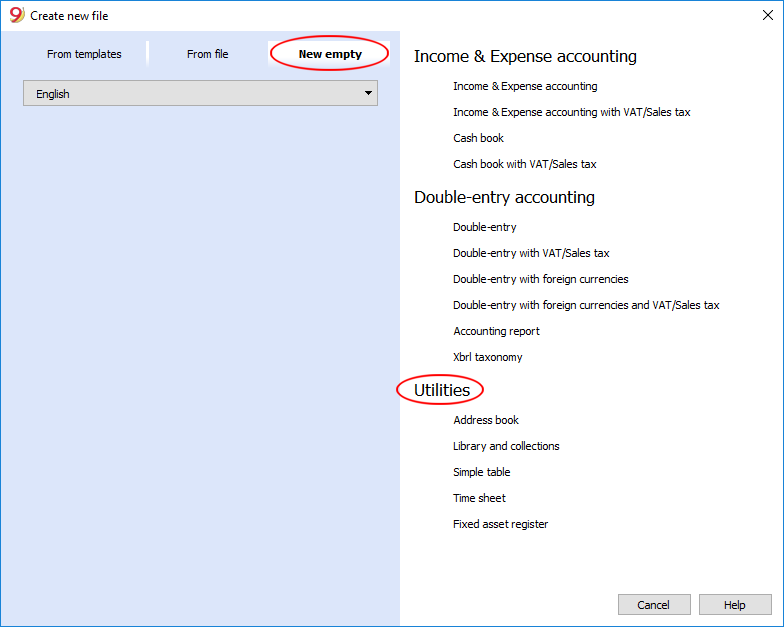 9 Create new file
From templates
From file
New empty
English
Income & Expense accounting
Income & Expense accounting
Income & Expense accounting with VAT/Sales tax
Cash book
Cash book with VAT/Sales tax
Double-entry accounting
Double-entry
Double-entry with VAT/Sales tax
Double-entry with foreign currencies
Double-entry with foreign currencies and VAT/Sales tax
Accounting report
Xbrl taxonomy
Utilities
Address book
Library and collections
Simple table
Time sheet
Fixed asset register
Cancel
Help